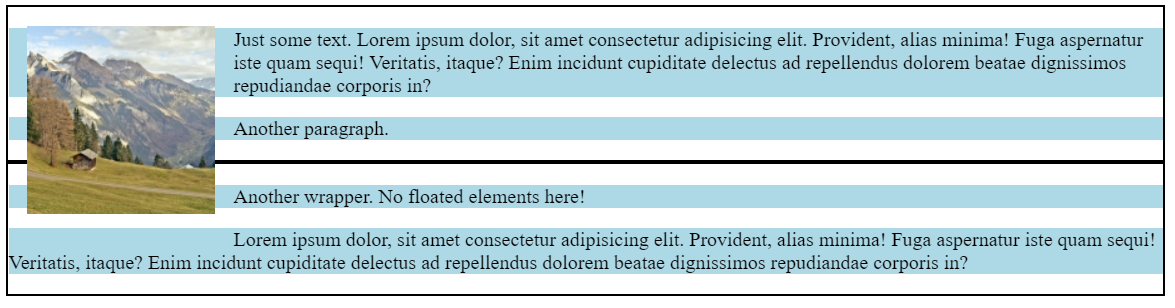 Just some text. Lorem ipsum dolor, sit amet consectetur adipisicing elit. Provident, alias minima! Fuga aspernatur
iste quam sequi! Veritatis, itaque? Enim incidunt cupiditate delectus ad repellendus dolorem beatae dignissimos
repudiandae corporis in?
Another paragraph.
Another wrapper. No floated elements here!
Lorem ipsum dolor, sit amet consectetur adipisicing elit. Provident, alias minima! Fuga aspernatur iste quam sequi!
Veritatis, itaque? Enim incidunt cupiditate delectus ad repellendus dolorem beatae dignissimos repudiandae corporis in?